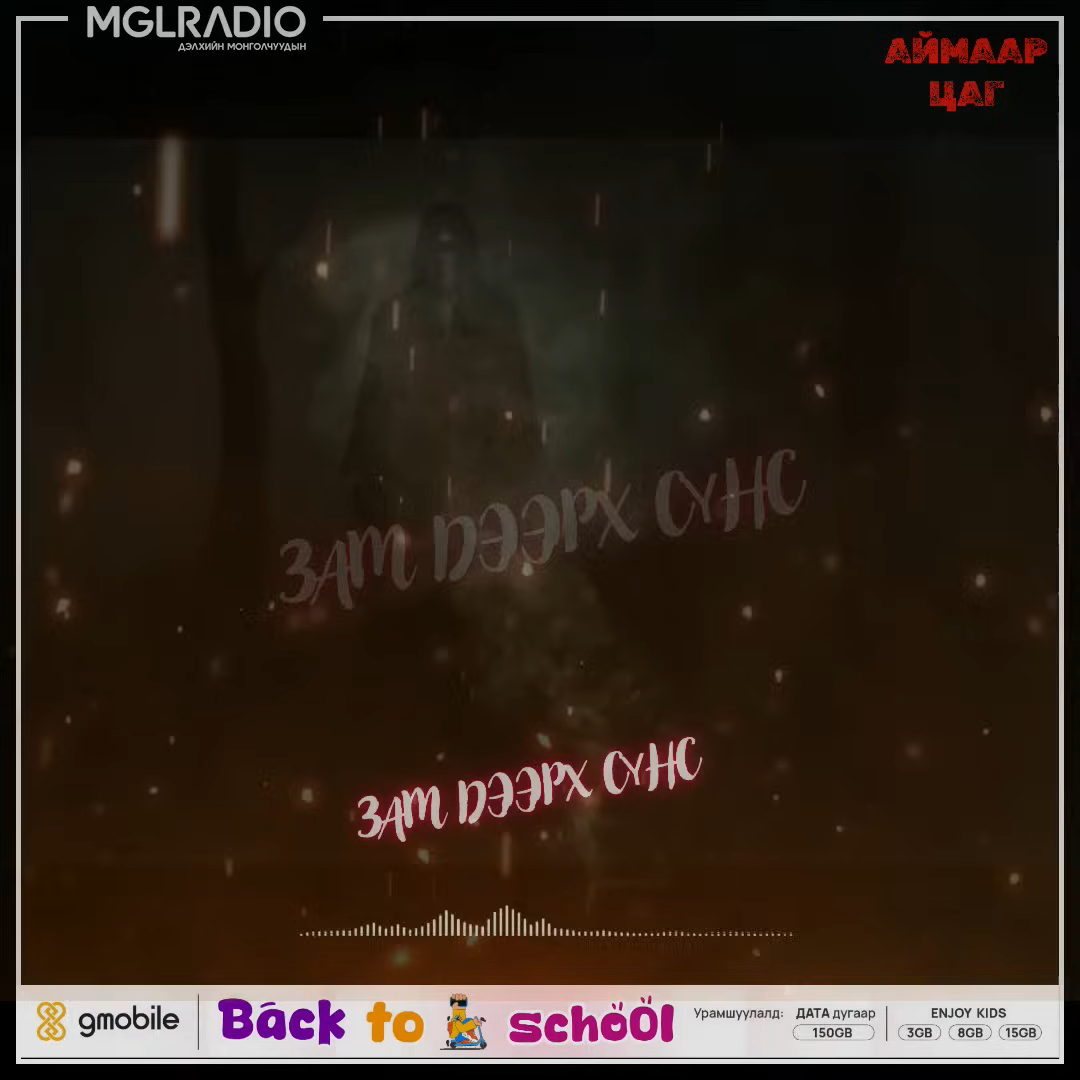 MGLRADIO
ДЭЛХИЙН МОНГОЛЧУУДЫН
АЙМААР
ЦАГ
ЗАМ ДЭЭРХ СҮНС
ЗАМ ДЭЭРХ СҮНС
gmobile
Back to school
Урамшуулалд: ДАТА дугаар
150GB
ENJOY KIDS
3GB 8GB 15GB